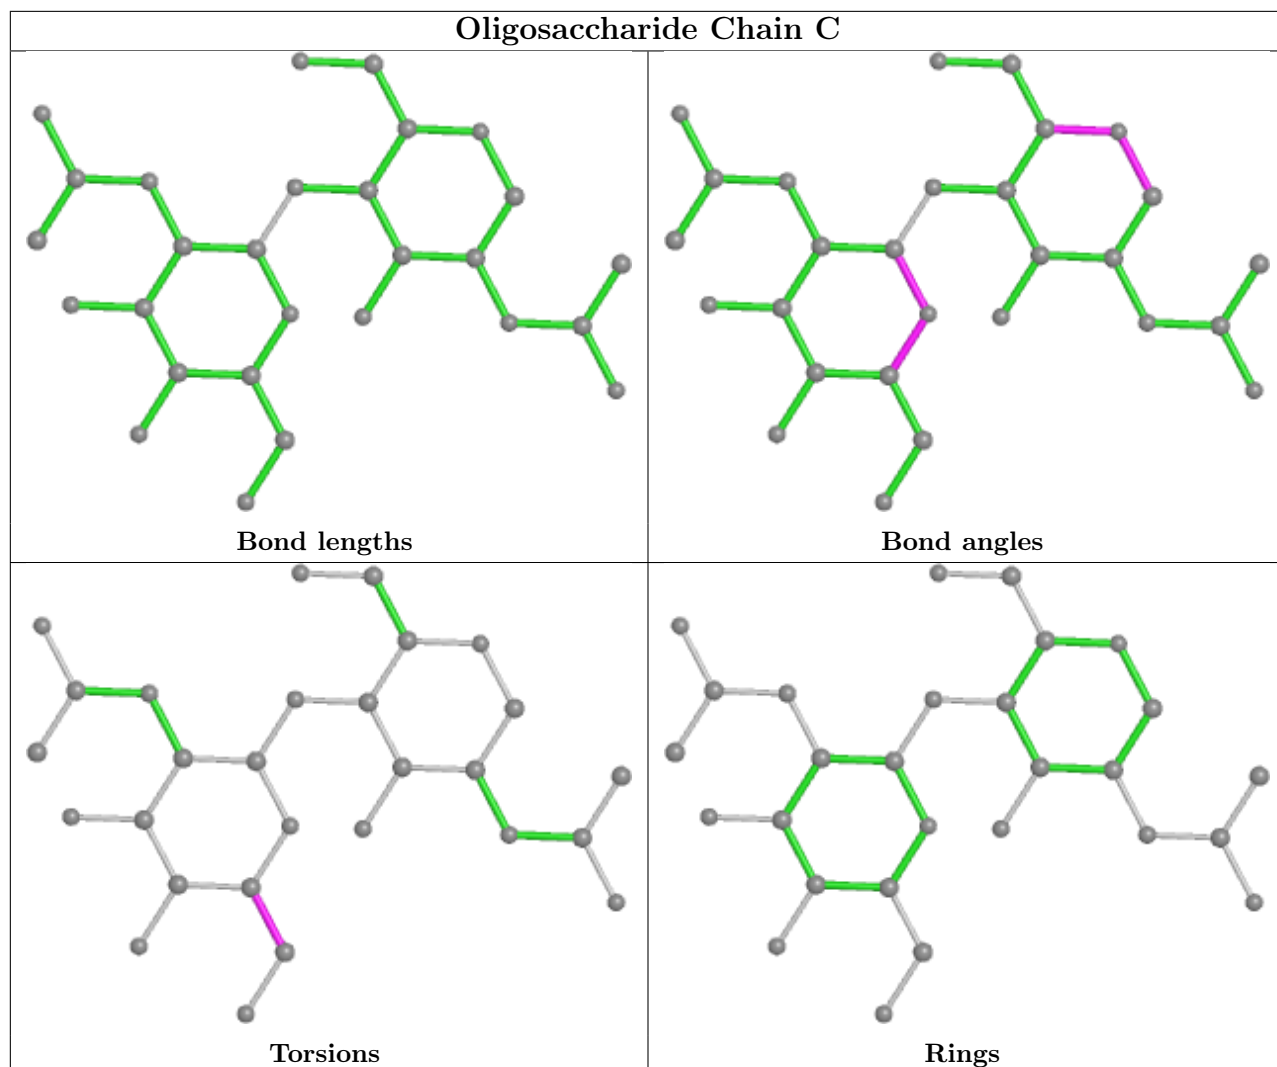 Oligosaccharide Chain C
Bond lengths
Bond angles
Torsions
Rings